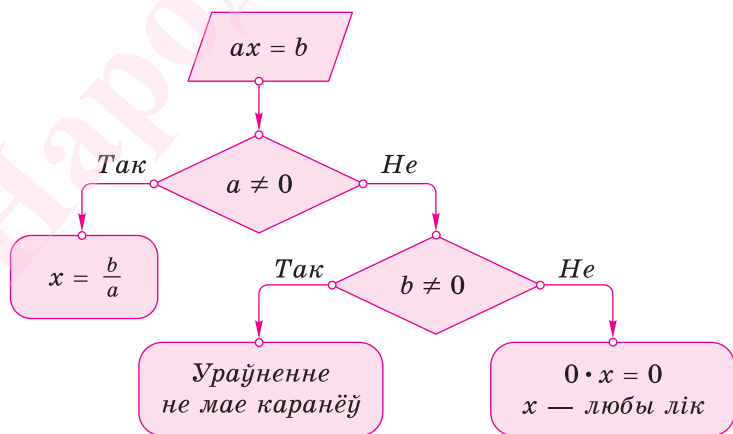 ax = b
Так
a ≠ 0
Не
x = b/a
Так
b ≠ 0
Не
Ураўненне
не мае каранёў
0 · x = 0
x — любы лік